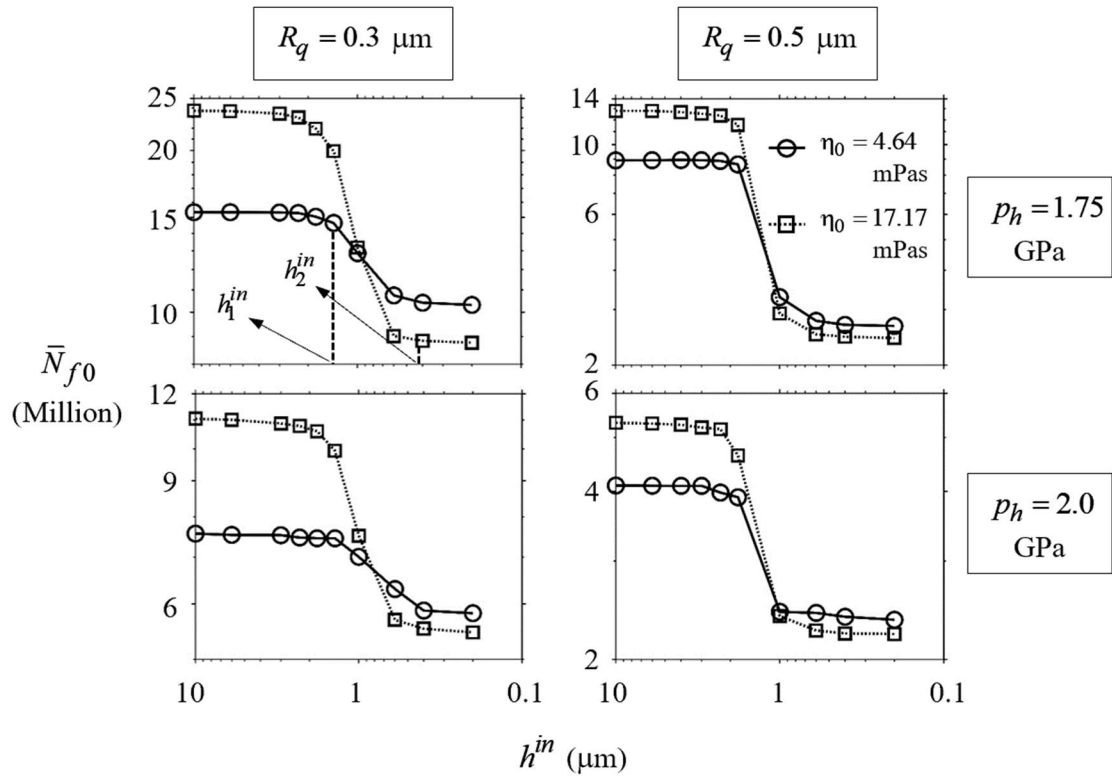 R_q = 0.3 μm
R_q = 0.5 μm
25
20
15
10
h_1^{in}
h_2^{in}
14
10
6
2
η_0 = 4.64
mPas
η_0 = 17.17
mPas
p_h = 1.75
GPa
N̄_{f0}
(Million)
12
9
6
10
1
0.1
6
4
2
10
1
0.1
p_h = 2.0
GPa
h^{in} (μm)